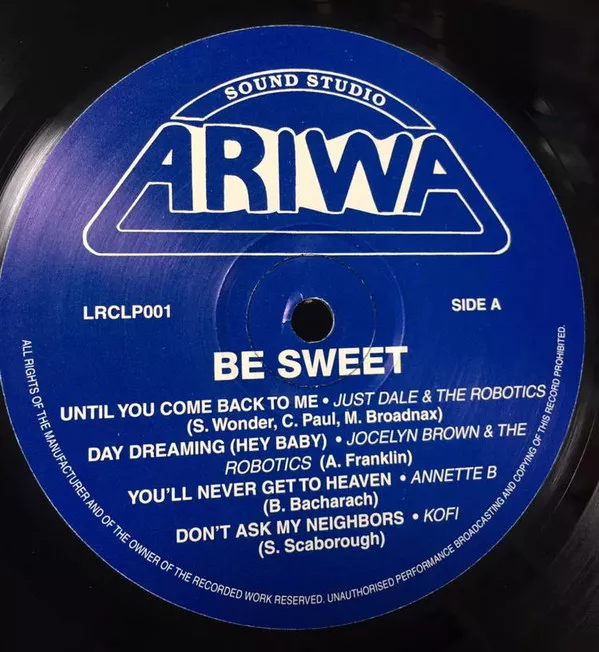 SOUND STUDIO
ARIWA
LRCLP001
SIDE A
BE SWEET
UNTIL YOU COME BACK TO ME • JUST DALE & THE ROBOTICS
(S. Wonder, C. Paul, M. Broadnax)
DAY DREAMING (HEY BABY) • JOCELYN BROWN & THE
ROBOTICS (A. Franklin)
YOU'LL NEVER GET TO HEAVEN • ANNETTE B
(B. Bacharach)
DON'T ASK MY NEIGHBORS • KOFI
(S. Scaborough)
ALL RIGHTS OF THE MANUFACTURER AND OF THE OWNER OF THE RECORDED WORK RESERVED. UNAUTHORISED PERFORMANCE BROADCASTING AND COPYING OF THIS RECORD PROHIBITED.